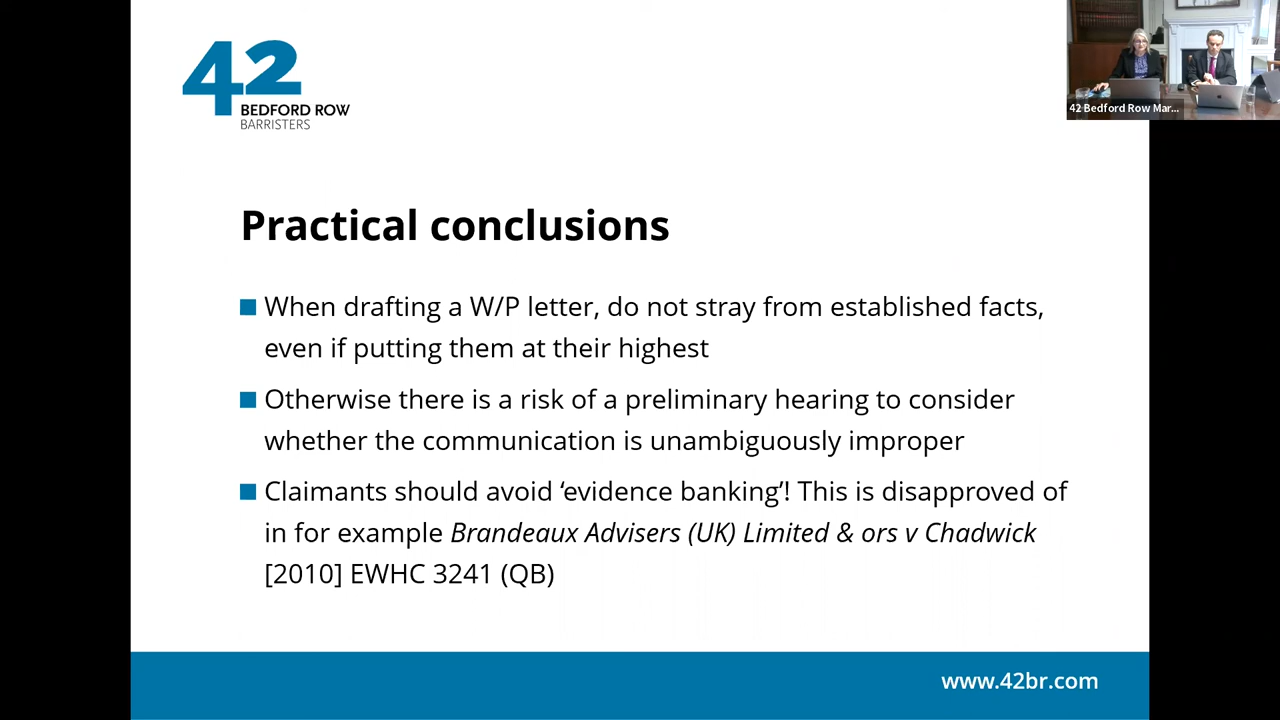 42
BEDFORD ROW
BARRISTERS
42 Bedford Row Mar...
Practical conclusions
When drafting a W/P letter, do not stray from established facts,
even if putting them at their highest
Otherwise there is a risk of a preliminary hearing to consider
whether the communication is unambiguously improper
Claimants should avoid ‘evidence banking’! This is disapproved of
in for example Brandeaux Advisers (UK) Limited & ors v Chadwick
[2010] EWHC 3241 (QB)
www.42br.com